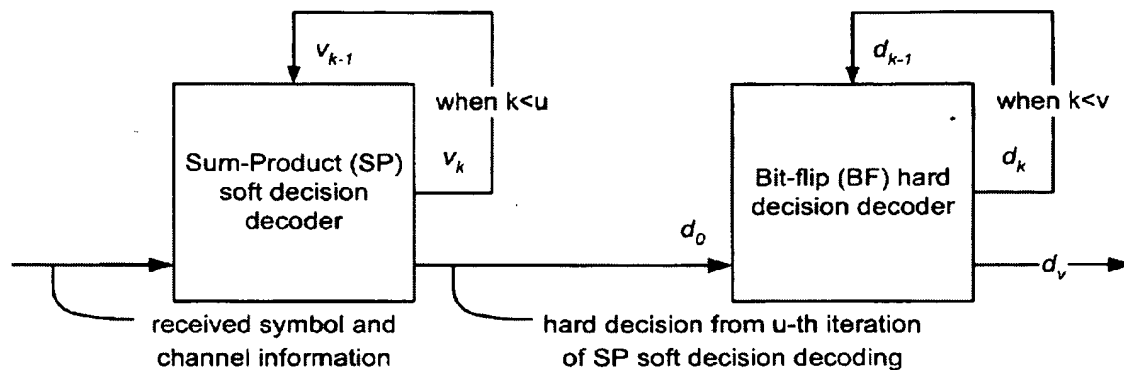 v_{k-1}
when k<u
Sum-Product (SP)
soft decision
decoder
v_k
received symbol and
channel information
d_0
hard decision from u-th iteration
of SP soft decision decoding
d_{k-1}
when k<v
Bit-flip (BF) hard
decision decoder
d_k
d_v